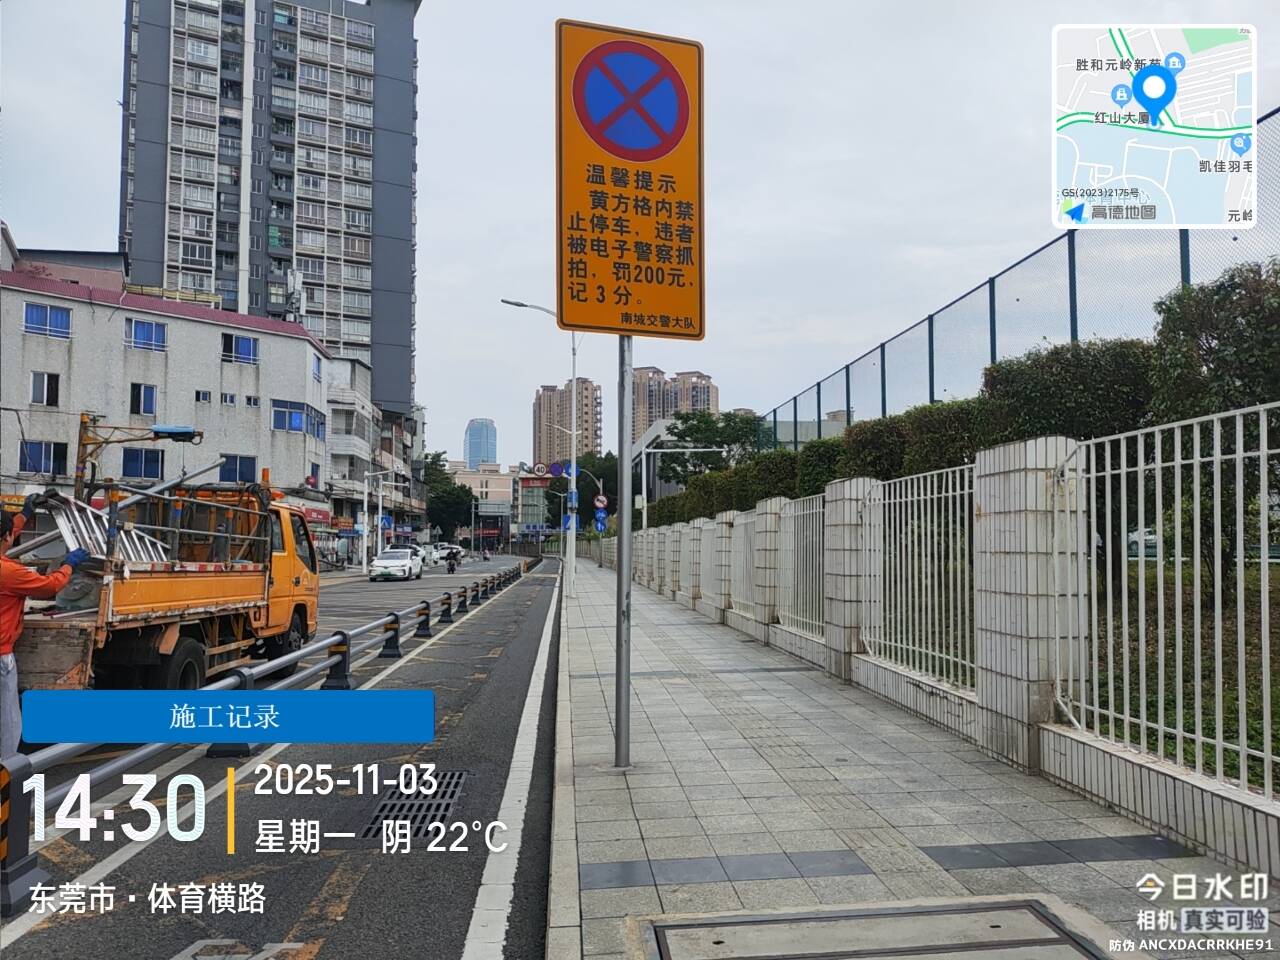 温馨提示
黄方格内禁
止停车，违者
被电子警察抓
拍，罚200元，
记3分。
南城交警大队
40
胜和元岭新苑
红山大厦
凯佳羽毛
GS(2023)2175号
高德地图
元岭
施工记录
14:30
2025-11-03
星期一 阴 22°C
东莞市·体育横路
今日水印
相机 真实可验
防伪 ANCXDACRRKHE91